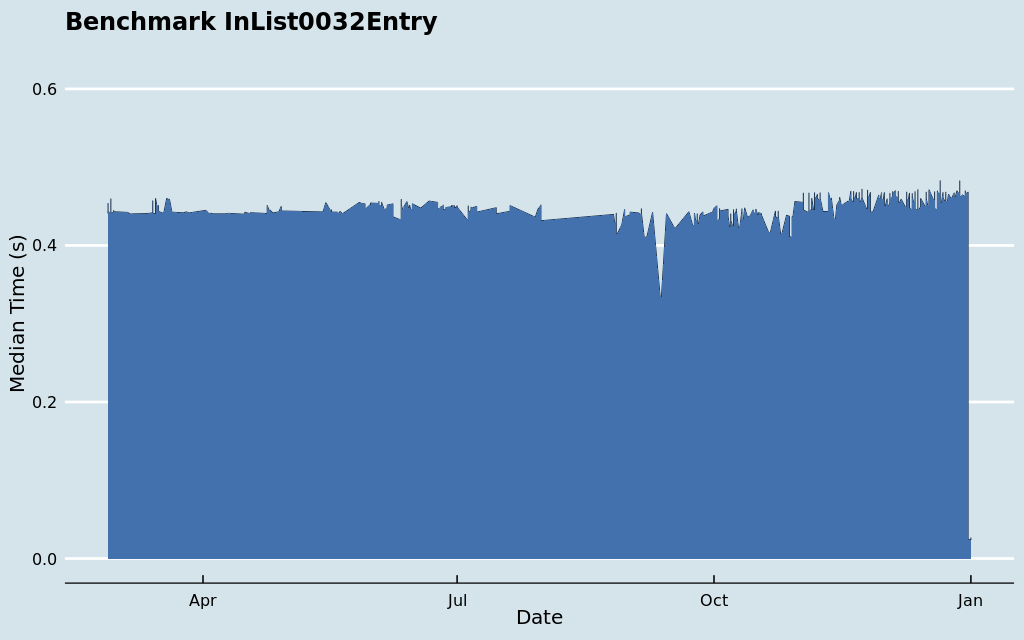 Benchmark InList0032Entry
0.6
0.4
0.2
0.0
Median Time (s)
Apr Jul Oct Jan
Date